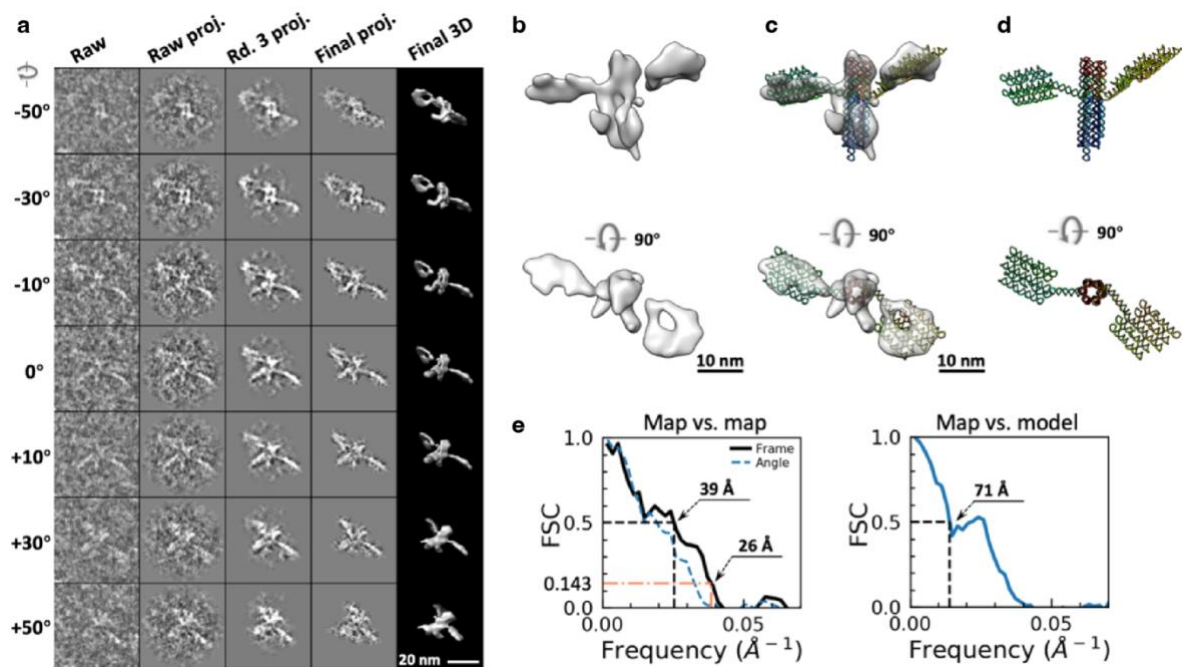 a
Raw
Raw proj.
Rd. 3 proj.
Final proj.
Final 3D
-50°
-30°
-10°
0°
+10°
+30°
+50°
20 nm
b
c
d
90°
90°
90°
10 nm
10 nm
e
Map vs. map
FSC
1.0
0.5
0.143
0.0
0.00
0.05
Frame
Angle
39 Å
26 Å
Frequency (Å⁻¹)
Map vs. model
FSC
1.0
0.5
0.0
0.00
0.05
71 Å
Frequency (Å⁻¹)